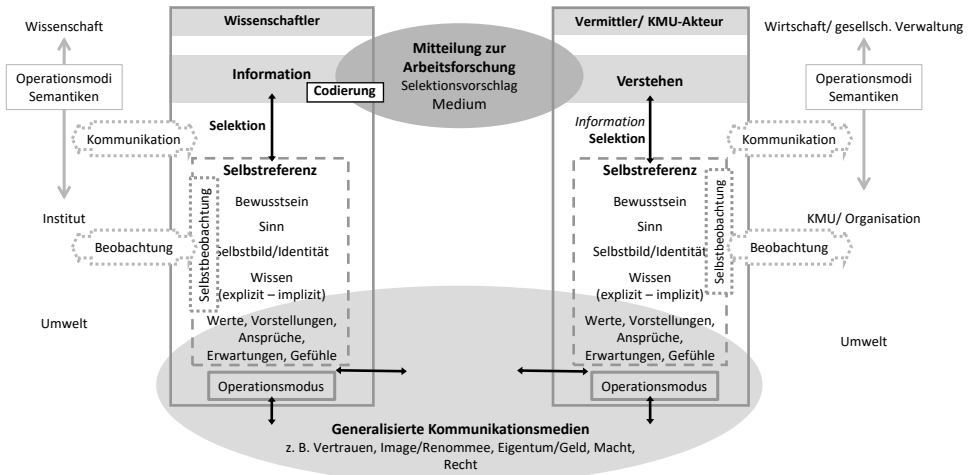 Wissenschaft
Operationsmodi
Semantiken
Kommunikation
Institut
Beobachtung
Umwelt
Wissenschaftler
Information
Codierung
Selektion
Selbstreferenz
Selbstbeobachtung
Bewusstsein
Sinn
Selbstbild/Identität
Wissen
(explizit – implizit)
Werte, Vorstellungen,
Ansprüche,
Erwartungen, Gefühle
Operationsmodus
Mitteilung zur
Arbeitsforschung
Selektionsvorschlag
Medium
Vermittler/ KMU-Akteur
Verstehen
Information
Selektion
Selbstreferenz
Selbstbeobachtung
Bewusstsein
Sinn
Selbstbild/Identität
Wissen
(explizit – implizit)
Werte, Vorstellungen,
Ansprüche,
Erwartungen, Gefühle
Operationsmodus
Wirtschaft/ gesellsch. Verwaltung
Operationsmodi
Semantiken
Kommunikation
KMU/ Organisation
Beobachtung
Umwelt
Generalisierte Kommunikationsmedien
z. B. Vertrauen, Image/Renommee, Eigentum/Geld, Macht,
Recht